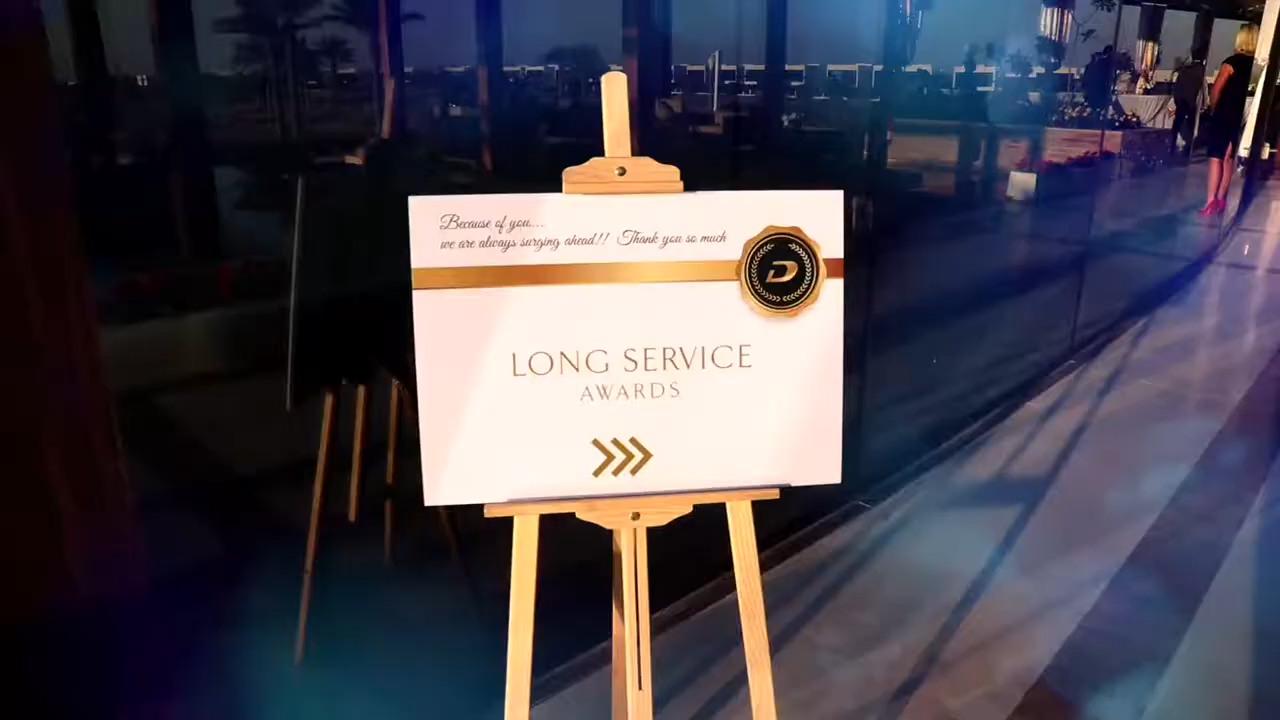 Because of you....
we are always surging ahead!! Thank you so much
D
LONG SERVICE
AWARDS